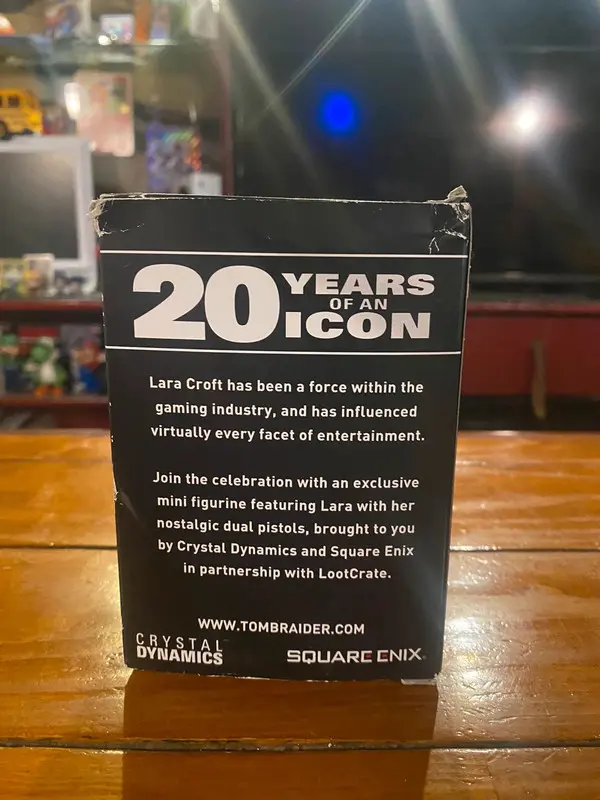 20 YEARS
OF AN
ICON
Lara Croft has been a force within the
gaming industry, and has influenced
virtually every facet of entertainment.
Join the celebration with an exclusive
mini figurine featuring Lara with her
nostalgic dual pistols, brought to you
by Crystal Dynamics and Square Enix
in partnership with LootCrate.
WWW.TOMBRAIDER.COM
CRYSTAL
DYNAMICS
SQUARE ENIX